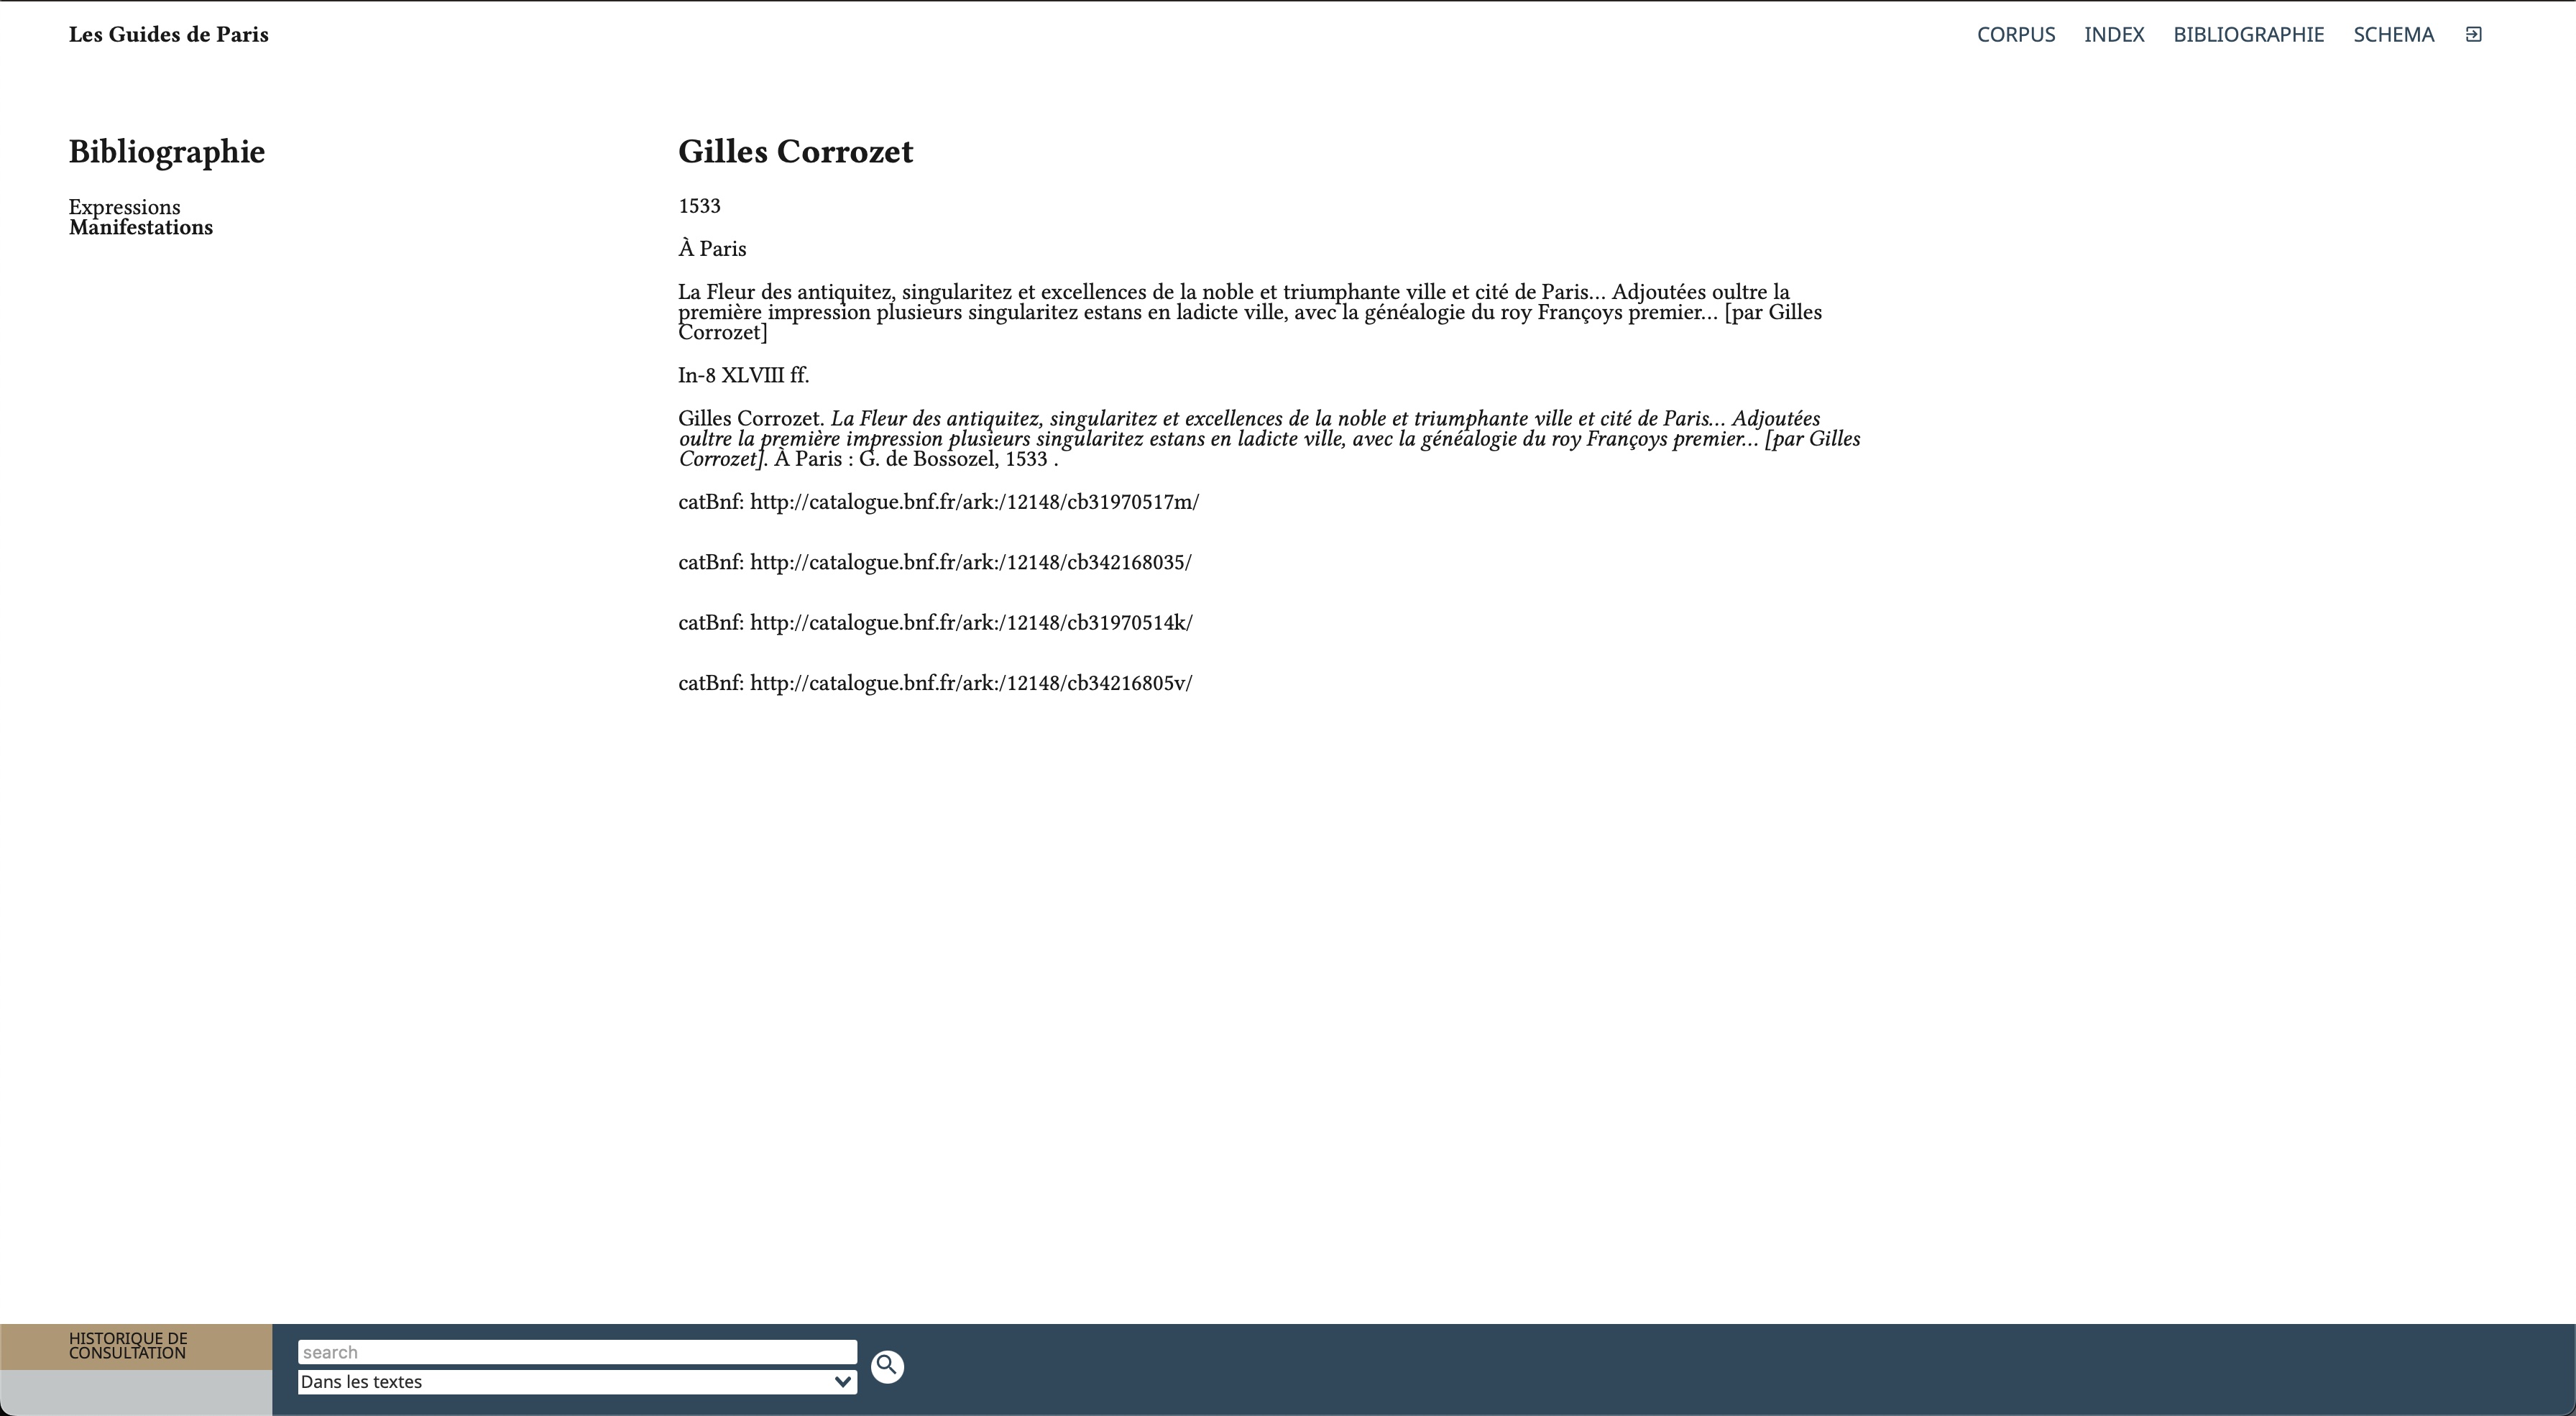 Les Guides de Paris
CORPUS INDEX BIBLIOGRAPHIE SCHEMA
Bibliographie
Expressions
Manifestations
Gilles Corrozet
1533
À Paris
La Fleur des antiquitez, singularitez et excellences de la noble et triumphante ville et cité de Paris... Adjoutées oultre la
première impression plusieurs singularitez estans en ladicte ville, avec la généalogie du roy Françoys premier... [par Gilles
Corrozet]
In-8 XLVIII ff.
Gilles Corrozet. La Fleur des antiquitez, singularitez et excellences de la noble et triumphante ville et cité de Paris... Adjoutées
oultre la première impression plusieurs singularitez estans en ladicte ville, avec la généalogie du roy Françoys premier... [par Gilles
Corrozet]. À Paris : G. de Bossozel, 1533 .
catBnf: http://catalogue.bnf.fr/ark:/12148/cb31970517m/
catBnf: http://catalogue.bnf.fr/ark:/12148/cb342168035/
catBnf: http://catalogue.bnf.fr/ark:/12148/cb31970514k/
catBnf: http://catalogue.bnf.fr/ark:/12148/cb34216805v/
HISTORIQUE DE
CONSULTATION
search
Dans les textes